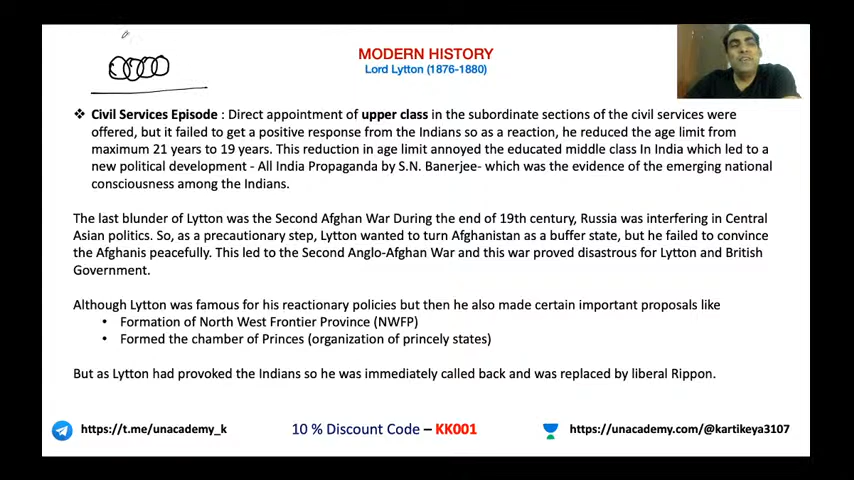 MODERN HISTORY
Lord Lytton (1876-1880)
❖ Civil Services Episode : Direct appointment of upper class in the subordinate sections of the civil services were
offered, but it failed to get a positive response from the Indians so as a reaction, he reduced the age limit from
maximum 21 years to 19 years. This reduction in age limit annoyed the educated middle class In India which led to a
new political development - All India Propaganda by S.N. Banerjee- which was the evidence of the emerging national
consciousness among the Indians.
The last blunder of Lytton was the Second Afghan War During the end of 19th century, Russia was interfering in Central
Asian politics. So, as a precautionary step, Lytton wanted to turn Afghanistan as a buffer state, but he failed to convince
the Afghanis peacefully. This led to the Second Anglo-Afghan War and this war proved disastrous for Lytton and British
Government.
Although Lytton was famous for his reactionary policies but then he also made certain important proposals like
• Formation of North West Frontier Province (NWFP)
• Formed the chamber of Princes (organization of princely states)
But as Lytton had provoked the Indians so he was immediately called back and was replaced by liberal Rippon.
https://t.me/unacademy_k
10 % Discount Code – KK001
https://unacademy.com/@kartikeya3107